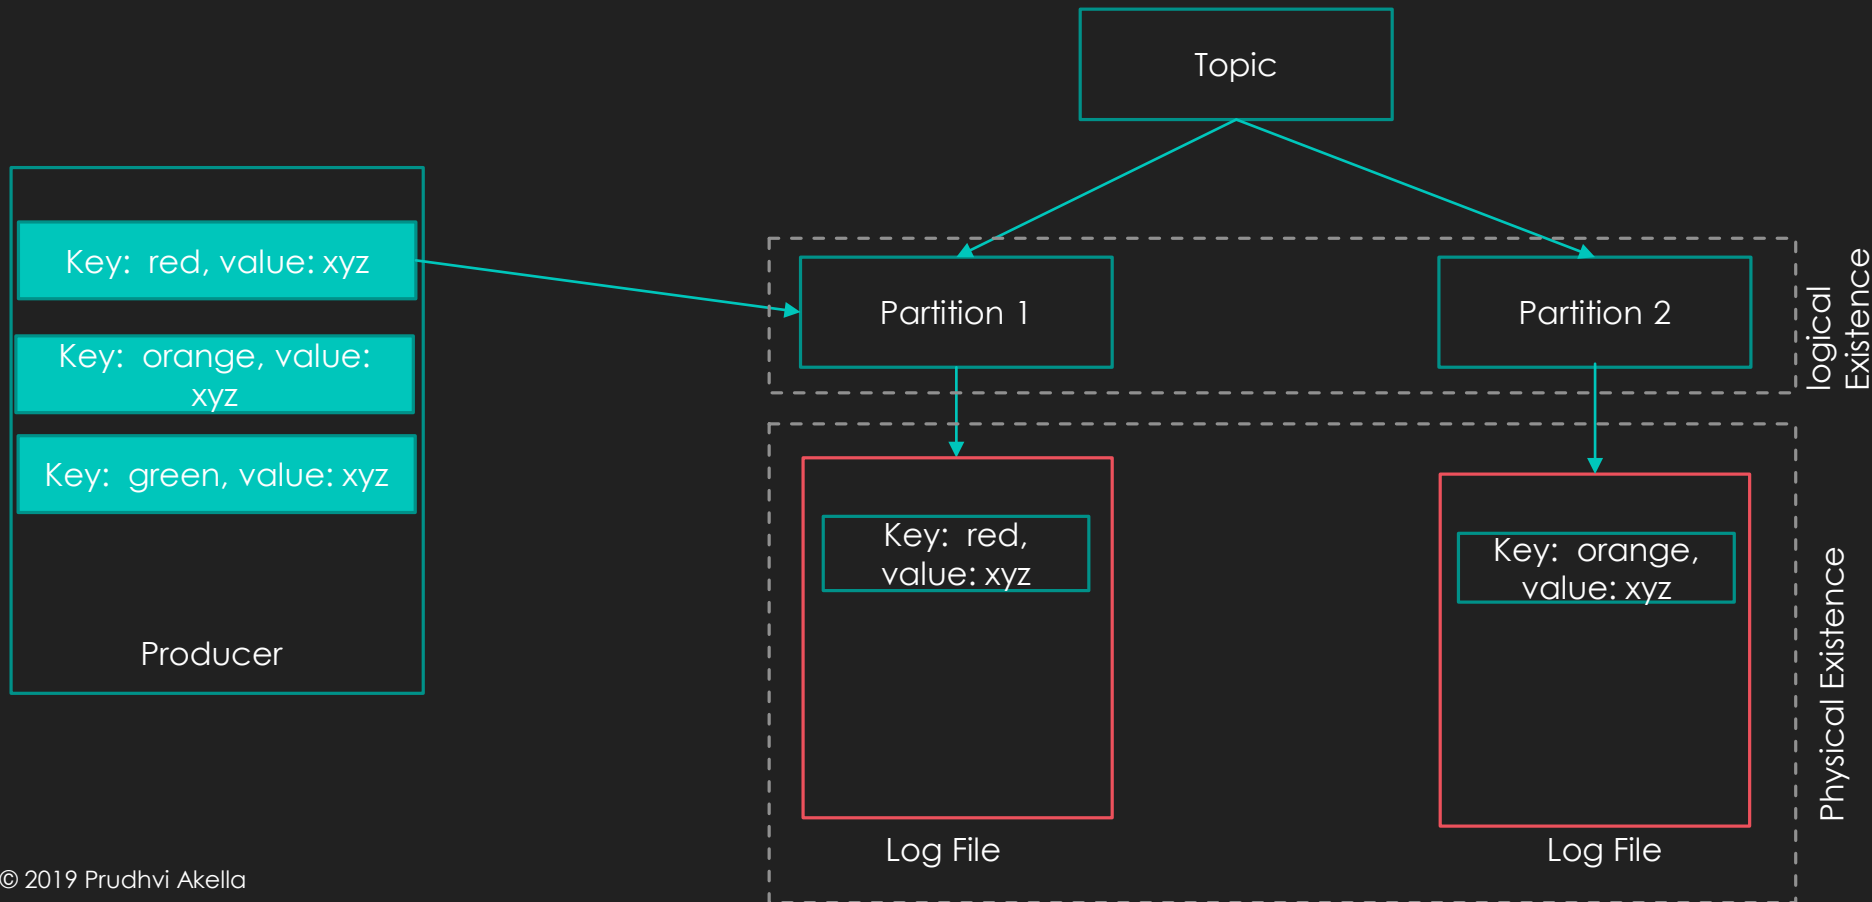 Topic
Key:  red, value: xyz
Key:  orange, value:
xyz
Key:  green, value: xyz
Producer
Partition 1
Partition 2
logical
Existence
Key:  red,
value: xyz
Key:  orange,
value: xyz
Log File
Log File
Physical Existence
© 2019 Prudhvi Akella